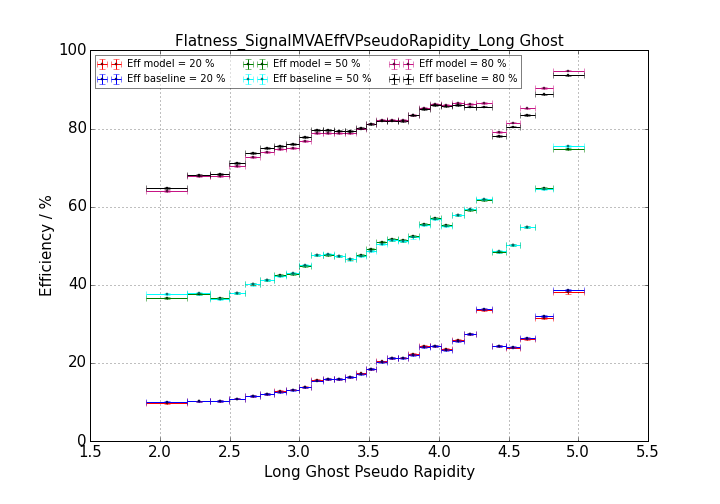 Flatness_SignalMVAEffVPseudoRapidity_Long Ghost
Eff model = 20 % Eff model = 50 % Eff model = 80 %
Eff baseline = 20 % Eff baseline = 50 % Eff baseline = 80 %
100
80
60
40
20
0
Efficiency / %
1.5 2.0 2.5 3.0 3.5 4.0 4.5 5.0 5.5
Long Ghost Pseudo Rapidity